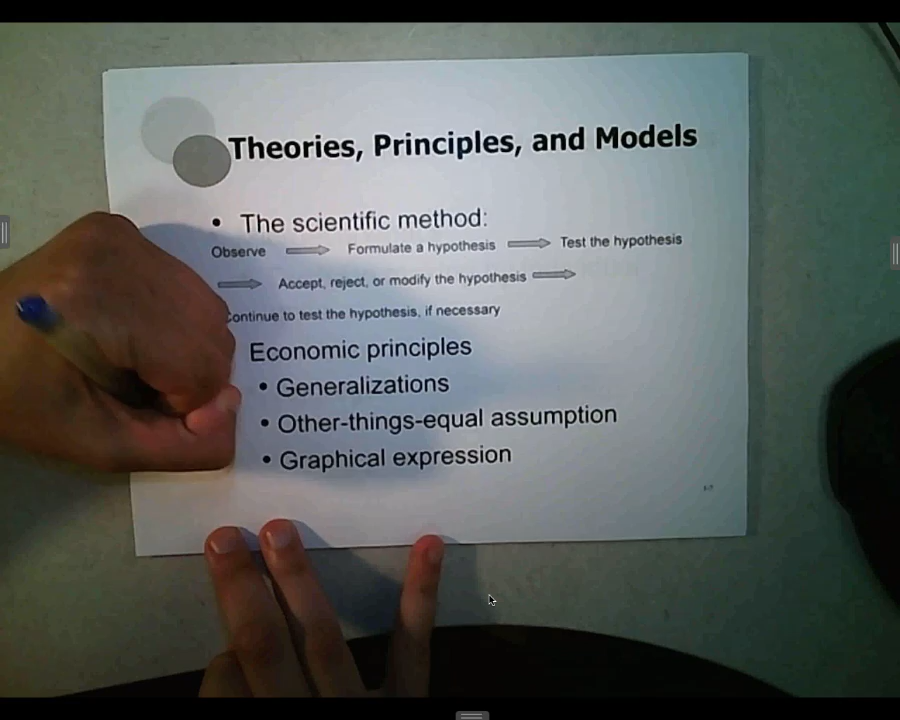 Theories, Principles, and Models
• The scientific method:
Observe Formulate a hypothesis Test the hypothesis
Accept, reject, or modify the hypothesis
Continue to test the hypothesis, if necessary
Economic principles
• Generalizations
• Other-things-equal assumption
• Graphical expression